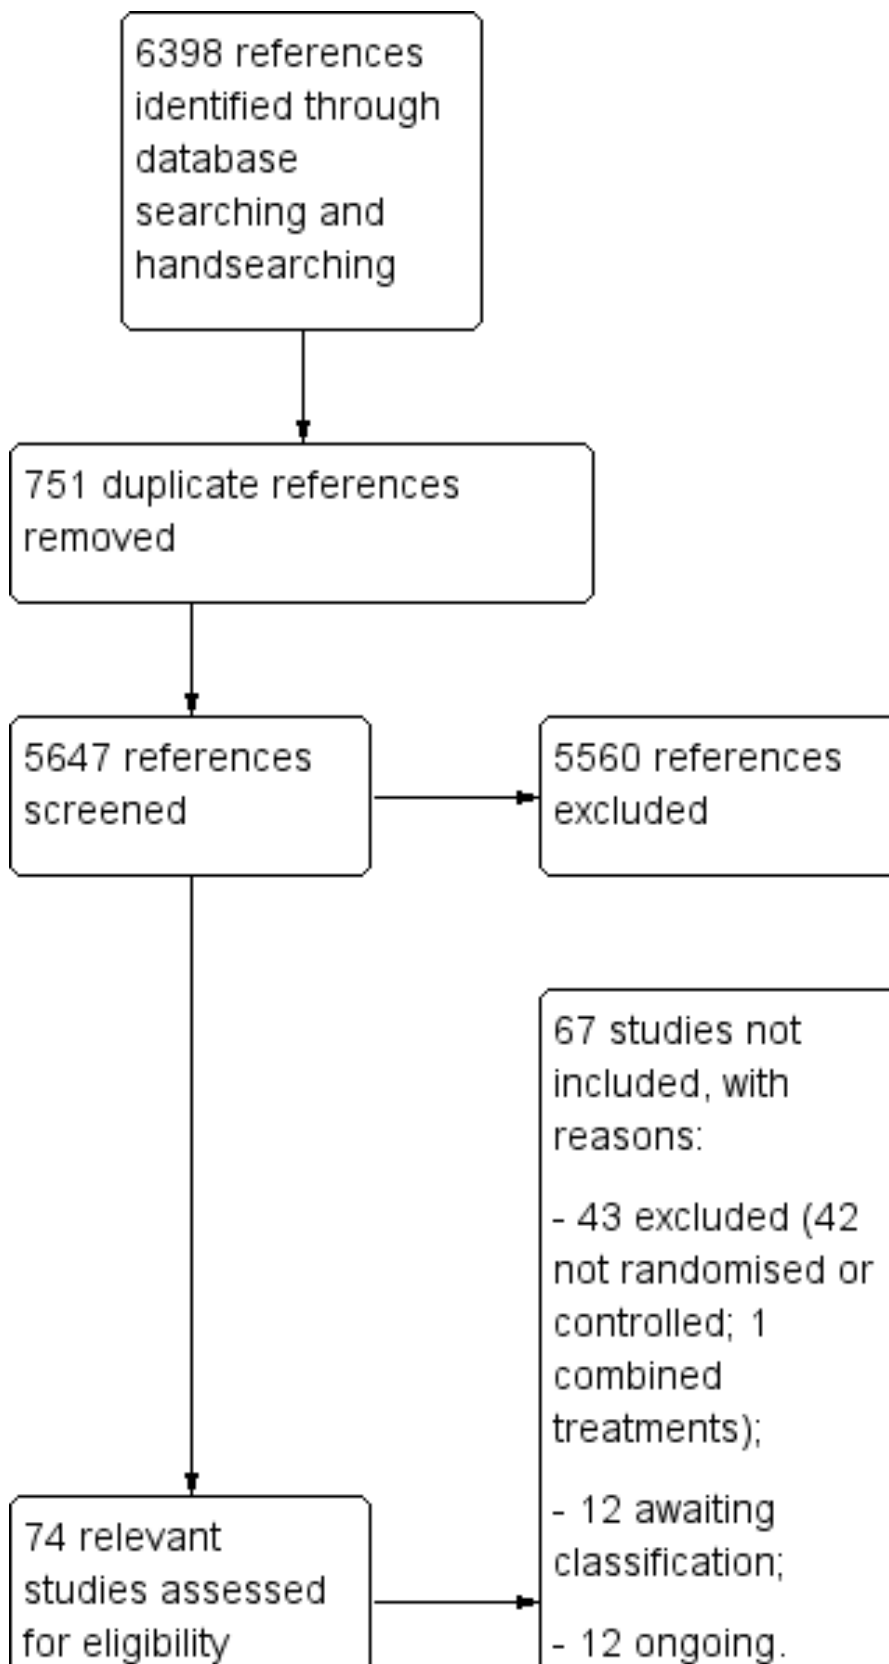 6398 references
identified through
database
searching and
handsearching
751 duplicate references
removed
5647 references
screened
5560 references
excluded
67 studies not
included, with
reasons:
- 43 excluded (42
not randomised or
controlled; 1
combined
treatments);
- 12 awaiting
classification;
- 12 ongoing.
74 relevant
studies assessed
for eligibility